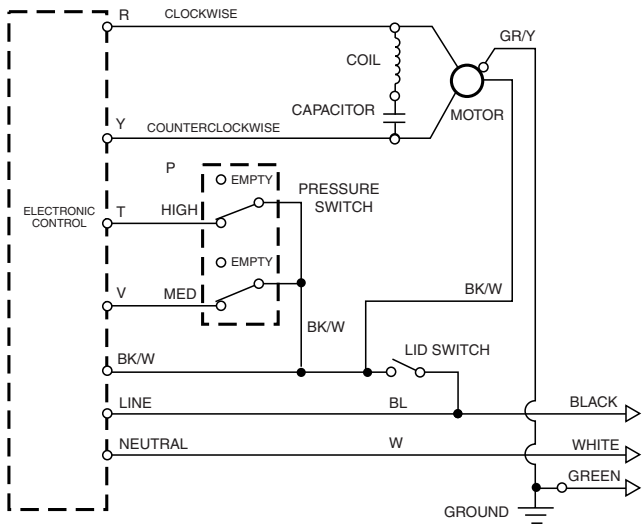 R CLOCKWISE
GR/Y
COIL
CAPACITOR
MOTOR
Y COUNTERCLOCKWISE
P
EMPTY
PRESSURE
SWITCH
ELECTRONIC
CONTROL
T
HIGH
EMPTY
V
MED
BK/W
BK/W
BK/W
LID SWITCH
LINE
BL
BLACK
NEUTRAL
W
WHITE
GREEN
GROUND